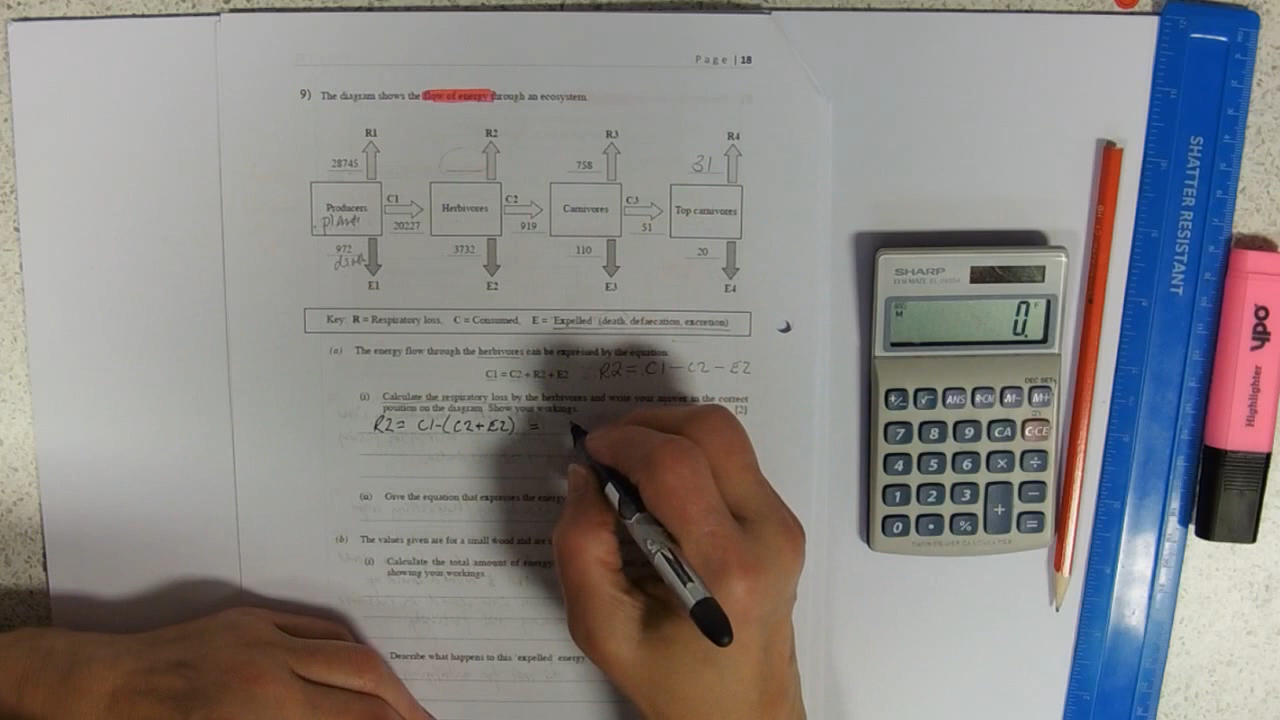 Page | 18
9) The diagram shows the flow of energy through an ecosystem.
R1 R2 R3 R4
28745 758 31
Producers C1 Herbivores C2 Carnivores C3 Top carnivores
20227 919 51
972 3732 110 20
E1 E2 E3 E4
Key: R = Respiratory loss, C = Consumed, E = 'Expelled' (death, defaecation, excretion)
(a) The energy flow through the herbivores can be expressed by the equation:
C1 = C2 + R2 + E2 R2 = C1 - C2 - E2
(i) Calculate the respiratory loss by the herbivores and write your answer in the correct
position on the diagram. Show your workings. [2]
R2 = C1-(C2+E2) =
(ii) Give the equation that expresses the energy
(b) The values given are for a small wood and are
(i) Calculate the total amount of energy
showing your workings.
Describe what happens to this 'expelled' energy.
SHARP
M
0.
+/- √ ANS M- M+
DEC SET
7 8 9 CA C·CE
4 5 6 × ÷
1 2 3 + −
0 • % =
SHATTER RESISTANT
ypo
Highlighter